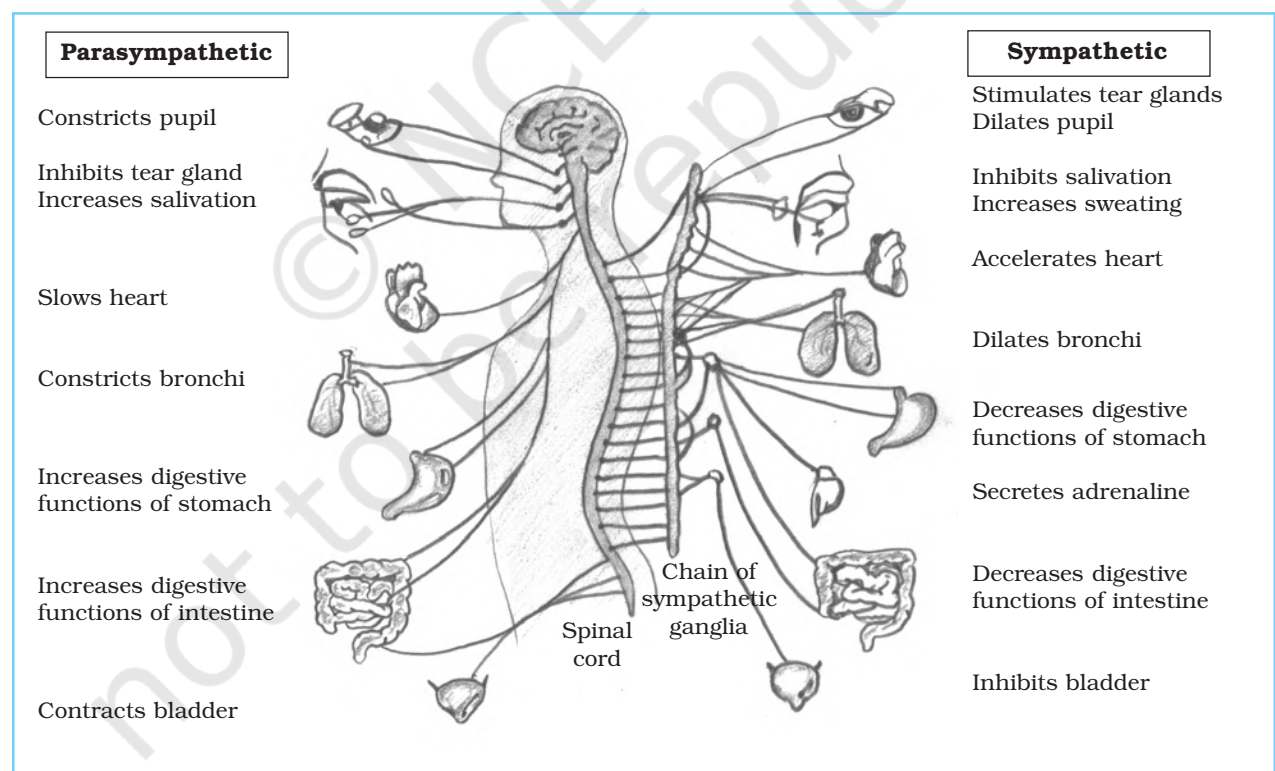 Parasympathetic
Constricts pupil
Inhibits tear gland
Increases salivation
Slows heart
Constricts bronchi
Increases digestive
functions of stomach
Increases digestive
functions of intestine
Contracts bladder
Spinal
cord
Chain of
sympathetic
ganglia
Sympathetic
Stimulates tear glands
Dilates pupil
Inhibits salivation
Increases sweating
Accelerates heart
Dilates bronchi
Decreases digestive
functions of stomach
Secretes adrenaline
Decreases digestive
functions of intestine
Inhibits bladder
© NCE
not to be repub